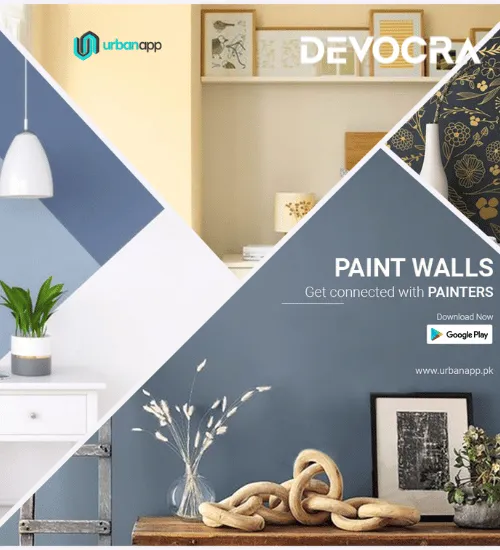 urbanapp
DEVOCRA
PAINT WALLS
Get connected with PAINTERS
Download Now
Google Play
www.urbanapp.pk